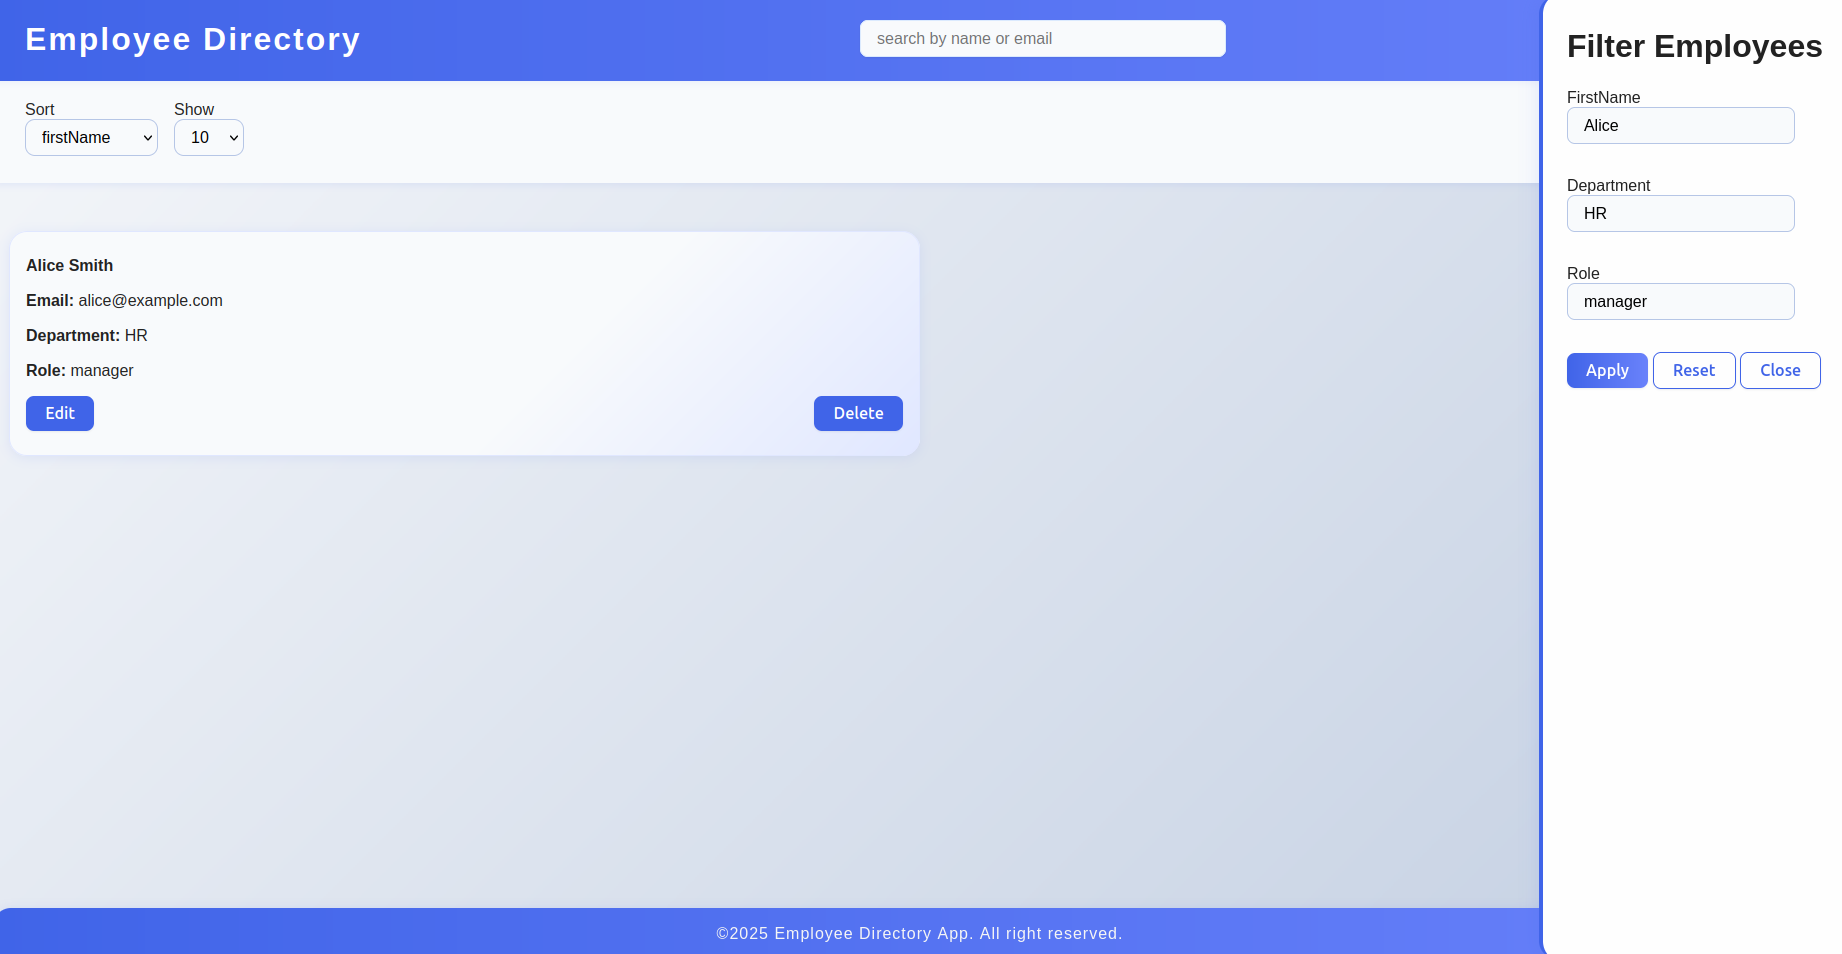 Employee Directory
search by name or email
Sort
firstName
Show
10
Alice Smith
Email: alice@example.com
Department: HR
Role: manager
Edit
Delete
Filter Employees
FirstName
Alice
Department
HR
Role
manager
Apply
Reset
Close
©2025 Employee Directory App. All right reserved.